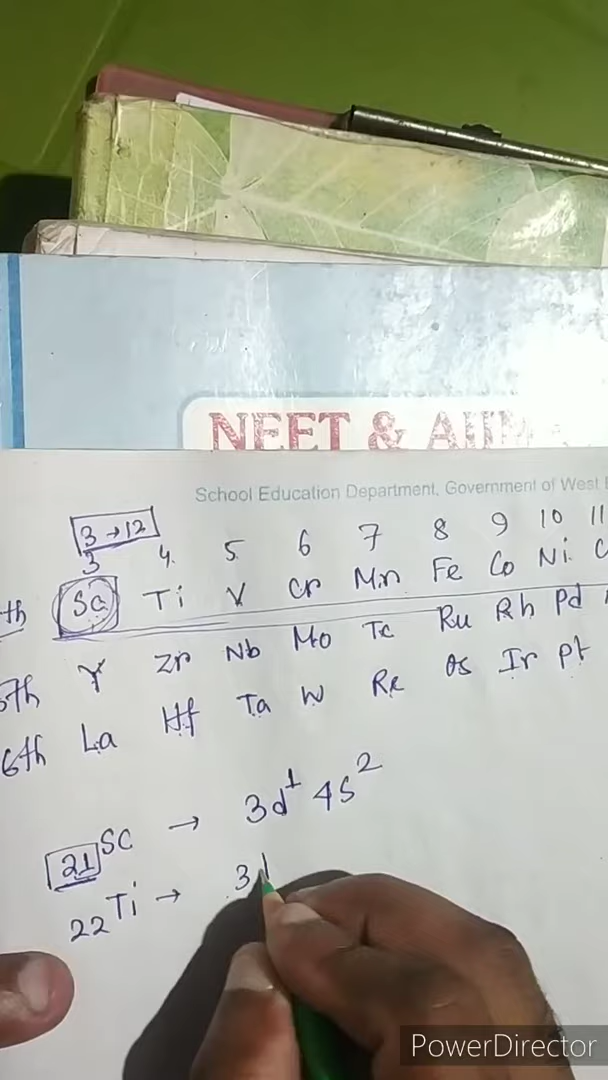 NEET & AIIM
School Education Department, Government of West
3 → 12
3 4 5 6 7 8 9 10 11
th Sc Ti V Cr Mn Fe Co Ni C
5th Y Zr Nb Mo Tc Ru Rh Pd
6th La Hf Ta W Re Os Ir Pt
21Sc → 3d¹ 4s²
22Ti → 3
PowerDirector